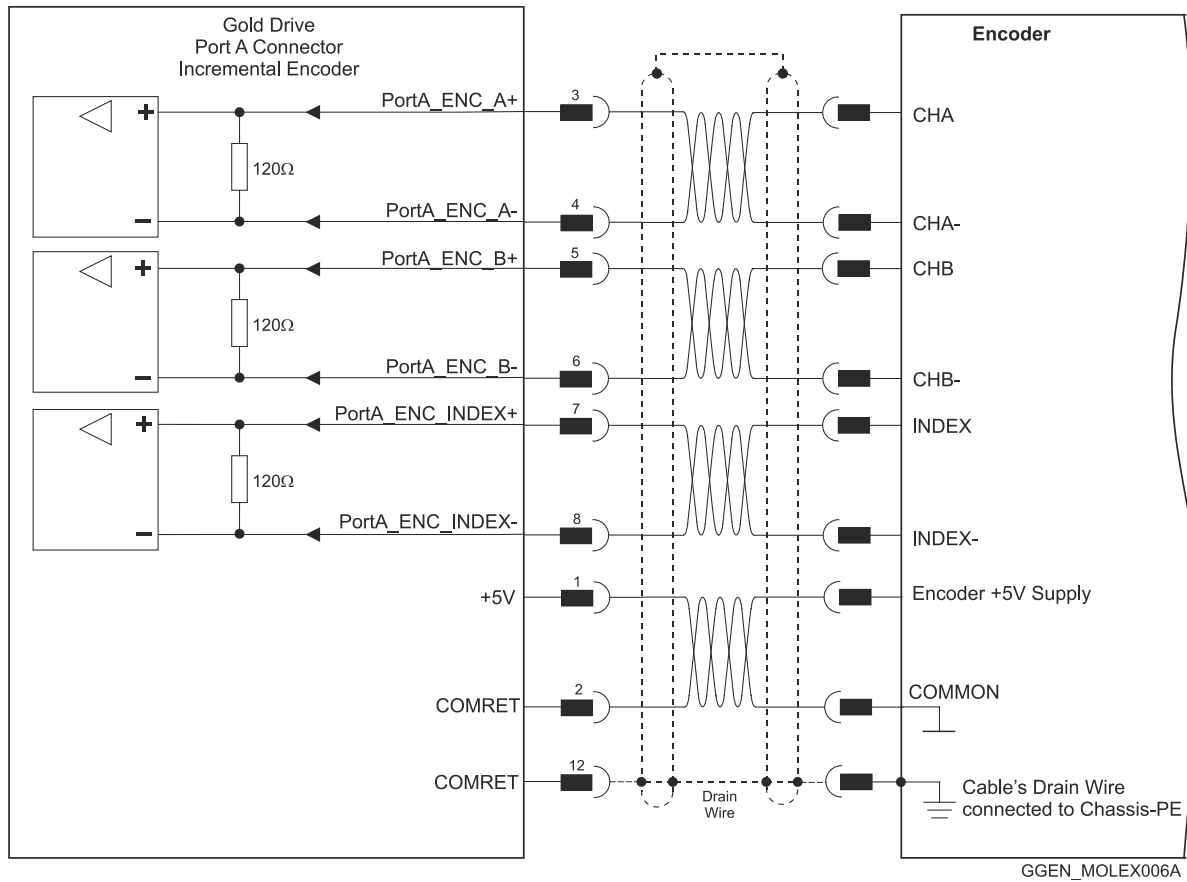 Gold Drive
Port A Connector
Incremental Encoder
Encoder
+
PortA_ENC_A+
3
CHA
120Ω
-
PortA_ENC_A-
4
CHA-
+
PortA_ENC_B+
5
CHB
120Ω
-
PortA_ENC_B-
6
CHB-
+
PortA_ENC_INDEX+
7
INDEX
120Ω
-
PortA_ENC_INDEX-
8
INDEX-
+5V
1
Encoder +5V Supply
COMRET
2
COMMON
COMRET
12
Drain
Wire
Cable's Drain Wire
connected to Chassis-PE
GGEN_MOLEX006A